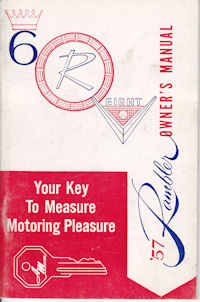 6
R
EIGHT
V
'57 Rambler OWNER'S MANUAL
Your Key
To Measure
Motoring Pleasure